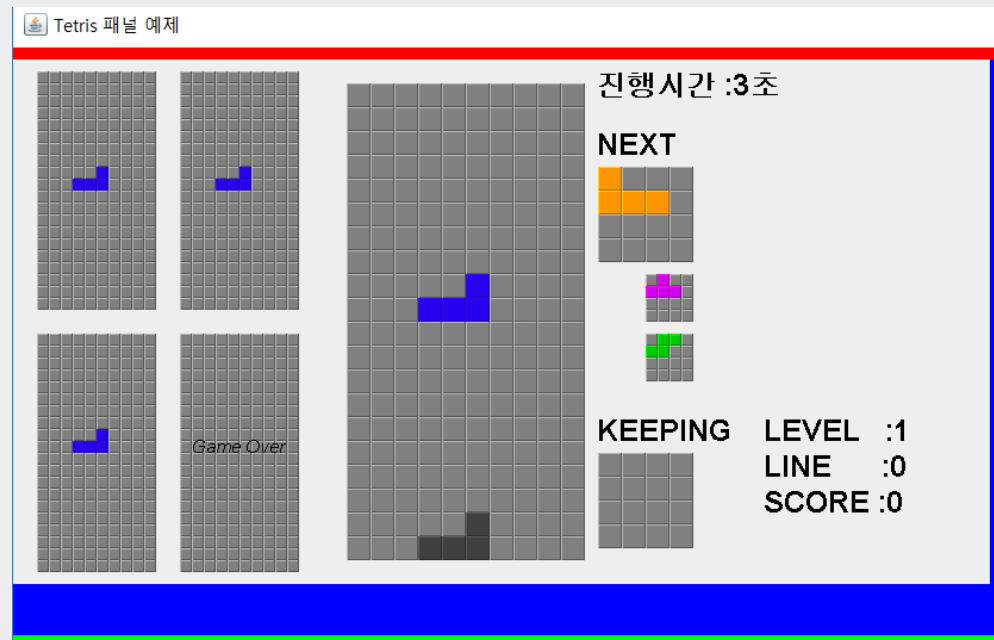 Tetris 패널 예제
Game Over
진행시간 :3초
NEXT
KEEPING
LEVEL :1
LINE :0
SCORE :0